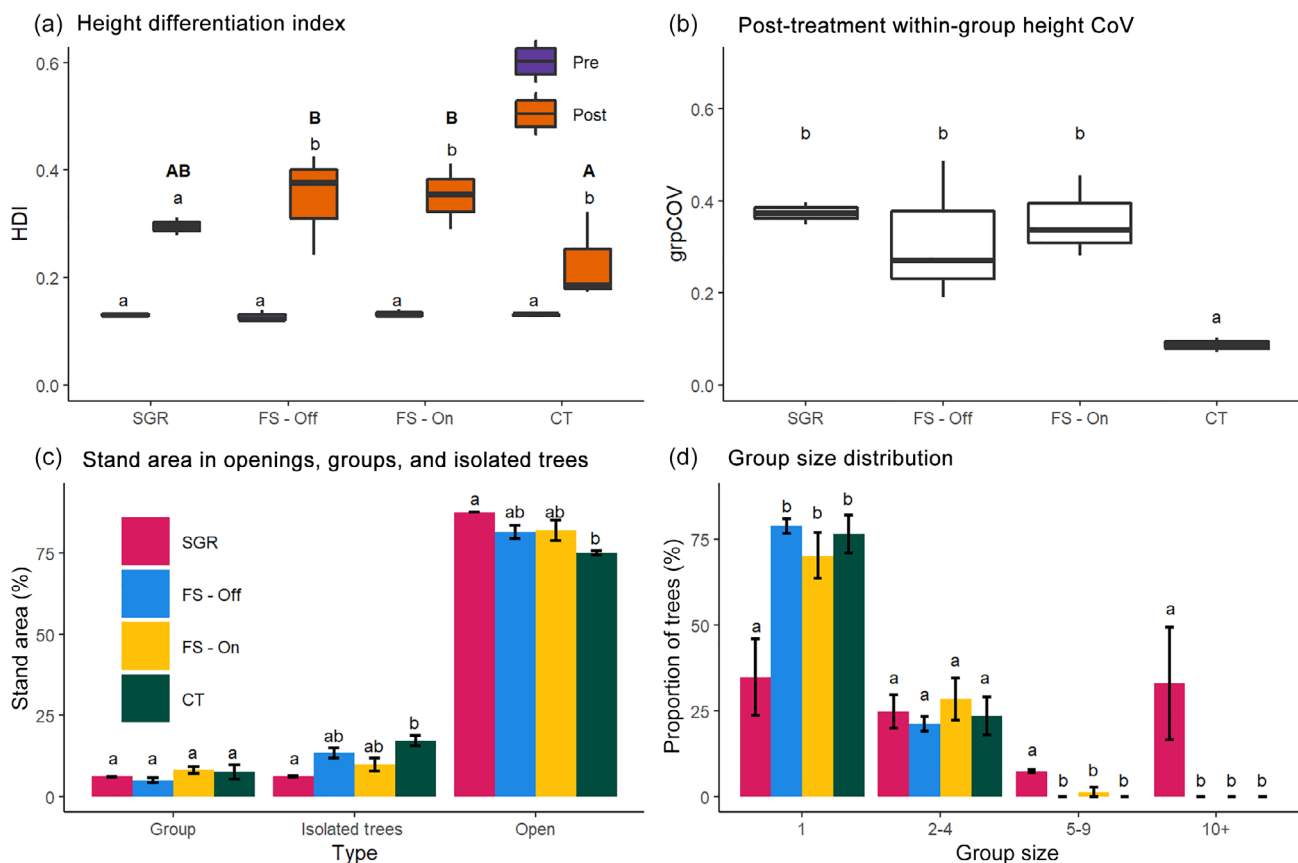 (a) Height differentiation index
HDI
0.6
0.4
0.2
0.0
Pre
Post
AB
a
B
b
B
b
A
b
a
a
a
a
SGR FS - Off FS - On CT
(b) Post-treatment within-group height CoV
grpCOV
0.6
0.4
0.2
0.0
b b b a
SGR FS - Off FS - On CT
(c) Stand area in openings, groups, and isolated trees
Stand area (%)
75
50
25
0
SGR
FS - Off
FS - On
CT
a a a a
a ab ab b
a ab ab b
Group Isolated trees Open
Type
(d) Group size distribution
Proportion of trees (%)
75
50
25
0
a b b b
a a a a
a b b b
a b b b
1 2-4 5-9 10+
Group size